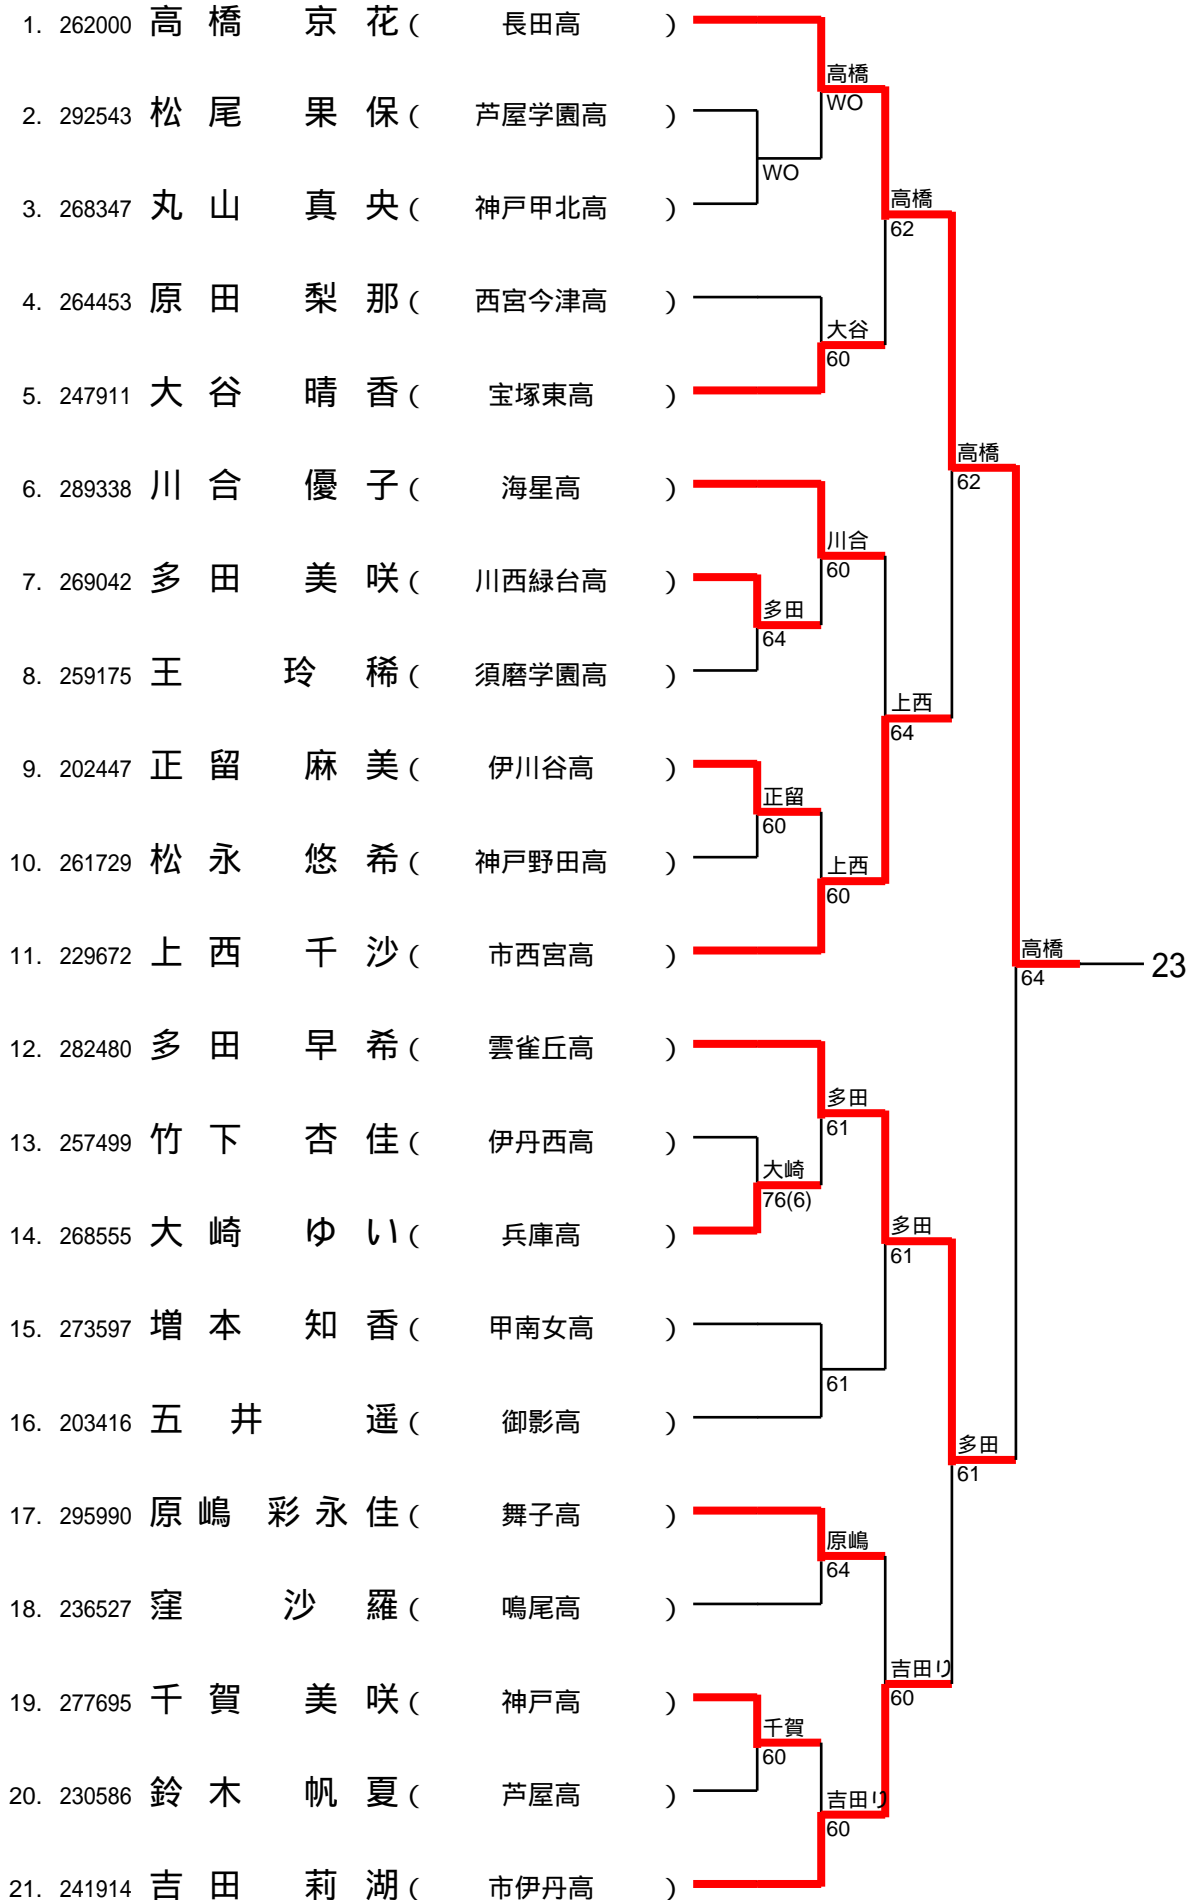 1. 262000 高橋 京花 ( 長田高 )
高橋
WO
2. 292543 松尾 果保 ( 芦屋学園高 )
WO
3. 268347 丸山 真央 ( 神戸甲北高 )
高橋
62
4. 264453 原田 梨那 ( 西宮今津高 )
大谷
60
5. 247911 大谷 晴香 ( 宝塚東高 )
高橋
62
6. 289338 川合 優子 ( 海星高 )
川合
60
7. 269042 多田 美咲 ( 川西緑台高 )
多田
64
8. 259175 王 玲稀 ( 須磨学園高 )
上西
64
9. 202447 正留 麻美 ( 伊川谷高 )
正留
60
10. 261729 松永 悠希 ( 神戸野田高 )
上西
60
11. 229672 上西 千沙 ( 市西宮高 )
高橋
64
23
12. 282480 多田 早希 ( 雲雀丘高 )
多田
61
13. 257499 竹下 杏佳 ( 伊丹西高 )
大崎
76(6)
14. 268555 大崎 ゆい ( 兵庫高 )
多田
61
15. 273597 増本 知香 ( 甲南女高 )
61
16. 203416 五井 遥 ( 御影高 )
多田
61
17. 295990 原嶋 彩永佳 ( 舞子高 )
原嶋
64
18. 236527 窪 沙羅 ( 鳴尾高 )
吉田り
60
19. 277695 千賀 美咲 ( 神戸高 )
千賀
60
20. 230586 鈴木 帆夏 ( 芦屋高 )
吉田り
60
21. 241914 吉田 莉湖 ( 市伊丹高 )